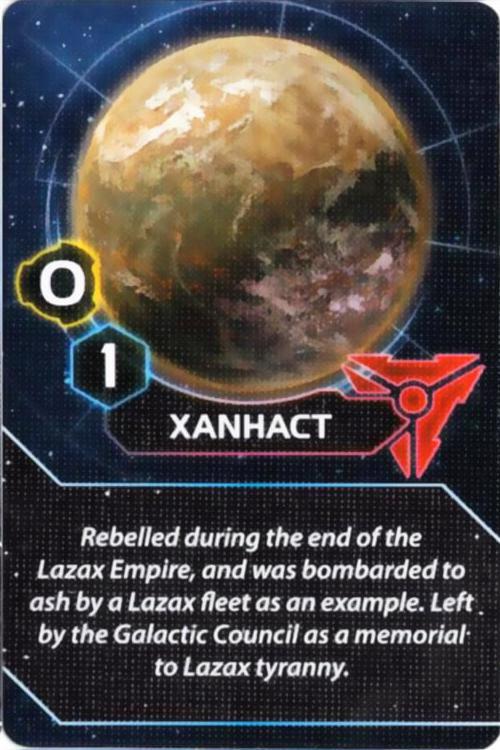 0
1
XANHACT
Rebelled during the end of the
Lazax Empire, and was bombarded to
ash by a Lazax fleet as an example. Left
by the Galactic Council as a memorial
to Lazax tyranny.